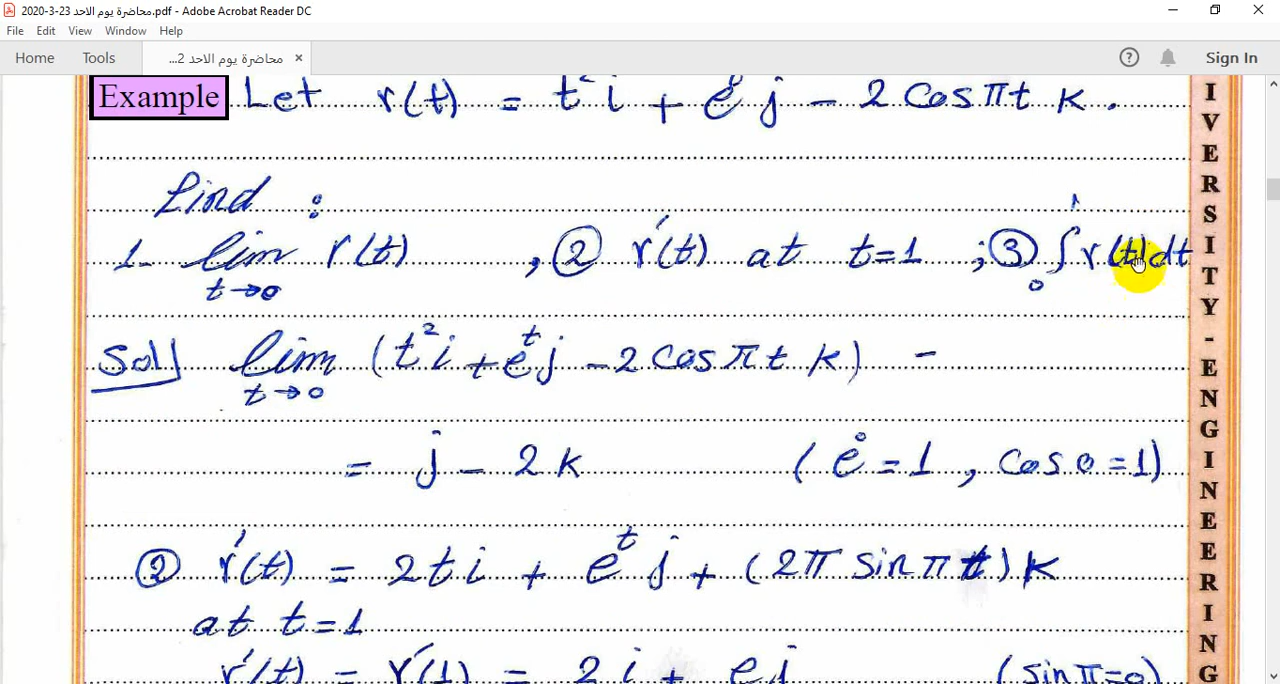 محاضرة يوم الاحد 23-3-2020.pdf - Adobe Acrobat Reader DC
File Edit View Window Help
Home Tools محاضرة يوم الاحد 2... × Sign In
Example Let r(t) = t² i + eᵗ j - 2 cos πt k .
Find :
1- lim t→0 r(t) , ② r′(t) at t=1 ; ③ ∫₀¹ r(t) dt
Sol lim t→0 (t² i + eᵗ j - 2 cos πt k) =
= j - 2 k ( e⁰ = 1 , cos 0 = 1)
② r′(t) = 2t i + eᵗ j + (2π sin πt) k
at t=1
r′(t) = r′(1) = 2 i + e j (sin π=0)
IVERSITY - ENGINEERING